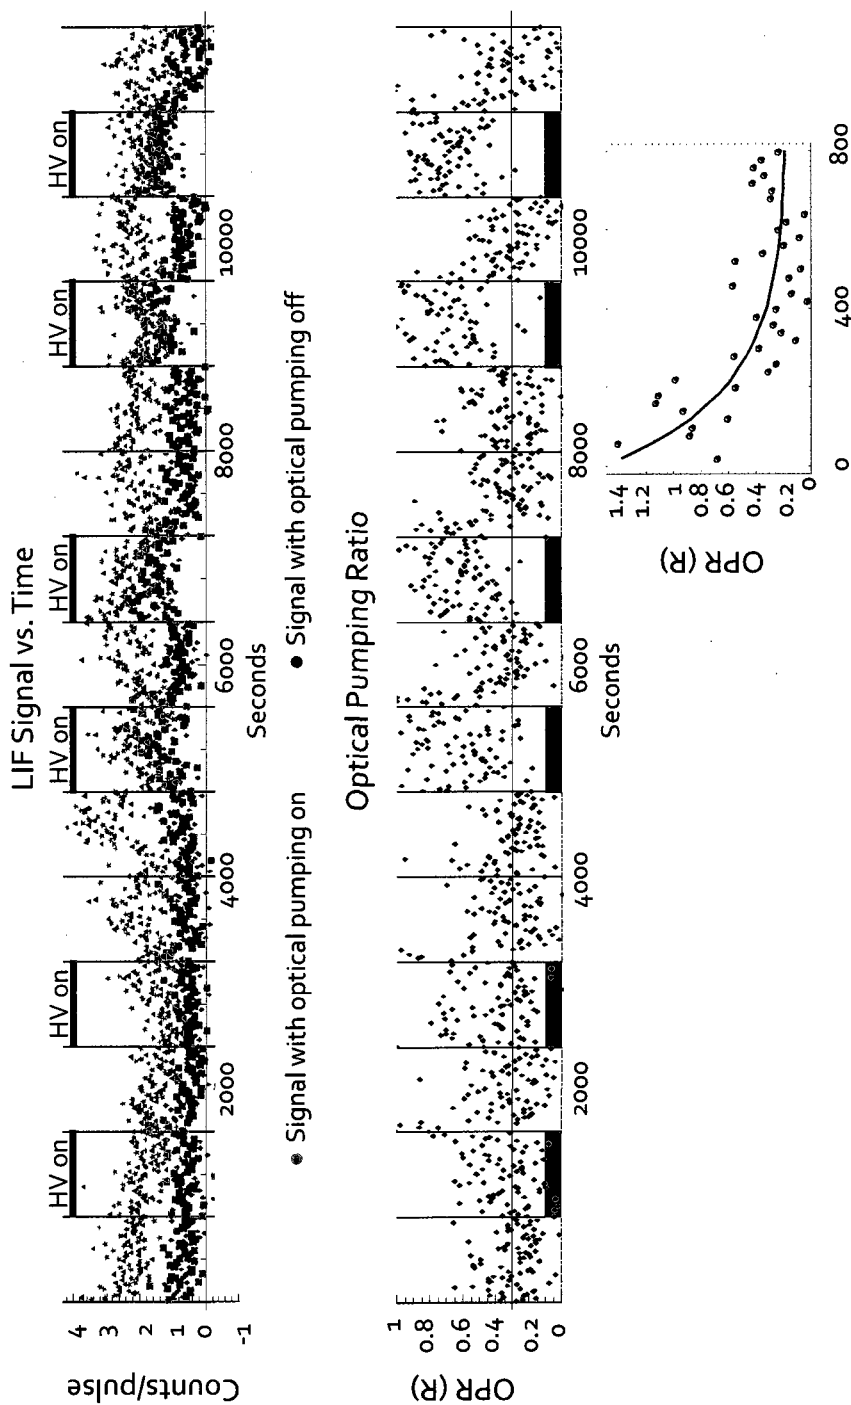 LIF Signal vs. Time
HV on
HV on
HV on
HV on
HV on
HV on
Counts/pulse
4
3
2
1
0
-1
2000
4000
6000
8000
10000
Seconds
Signal with optical pumping on
Signal with optical pumping off
Optical Pumping Ratio
OPR (R)
1
0.8
0.6
0.4
0.2
0
2000
4000
6000
8000
10000
Seconds
OPR (R)
1.4
1.2
1
0.8
0.6
0.4
0.2
0
0
400
800